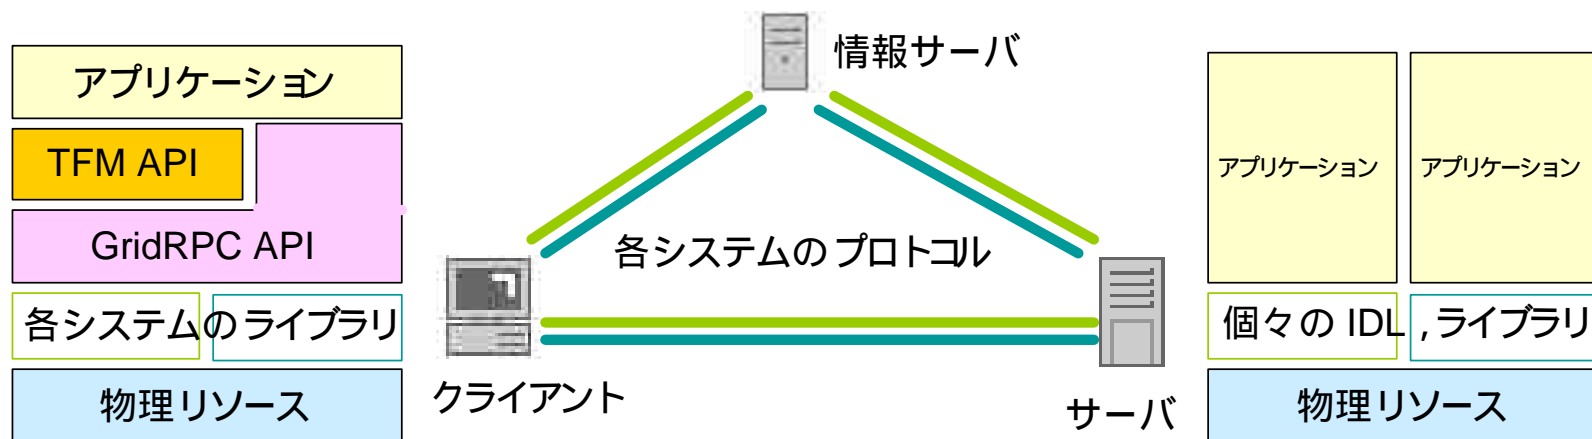 アプリケーション
TFM API
GridRPC API
各システムのライブラリ
物理リソース
情報サーバ
各システムのプロトコル
クライアント
サーバ
アプリケーション
アプリケーション
個々の IDL , ライブラリ
物理リソース